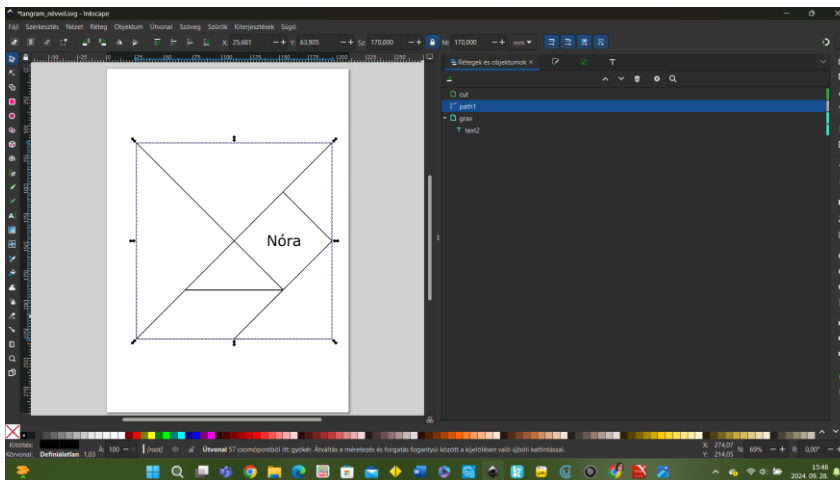 *tangram_névvel.svg - Inkscape
Fájl Szerkesztés Nézet Réteg Objektum Útvonal Szöveg Szűrők Kiterjesztések Súgó
X: 25,681 Y: 63,905 Sz: 170,000 M: 170,000 mm
Rétegek és objektumok
cut
path1
grav
text2
Nóra
Kitöltés:
Körvonal: Definiálatlan 1,03 Á: 100 [root] Útvonal 57 csomópontból itt: gyökér. Átváltás a méretezés és forgatás fogantyúi között a kijelölésen való újbóli kattintással.
X: 274,07
Y: 214,05
N: 69% R: 0,00°
15:48
2024. 09. 28.